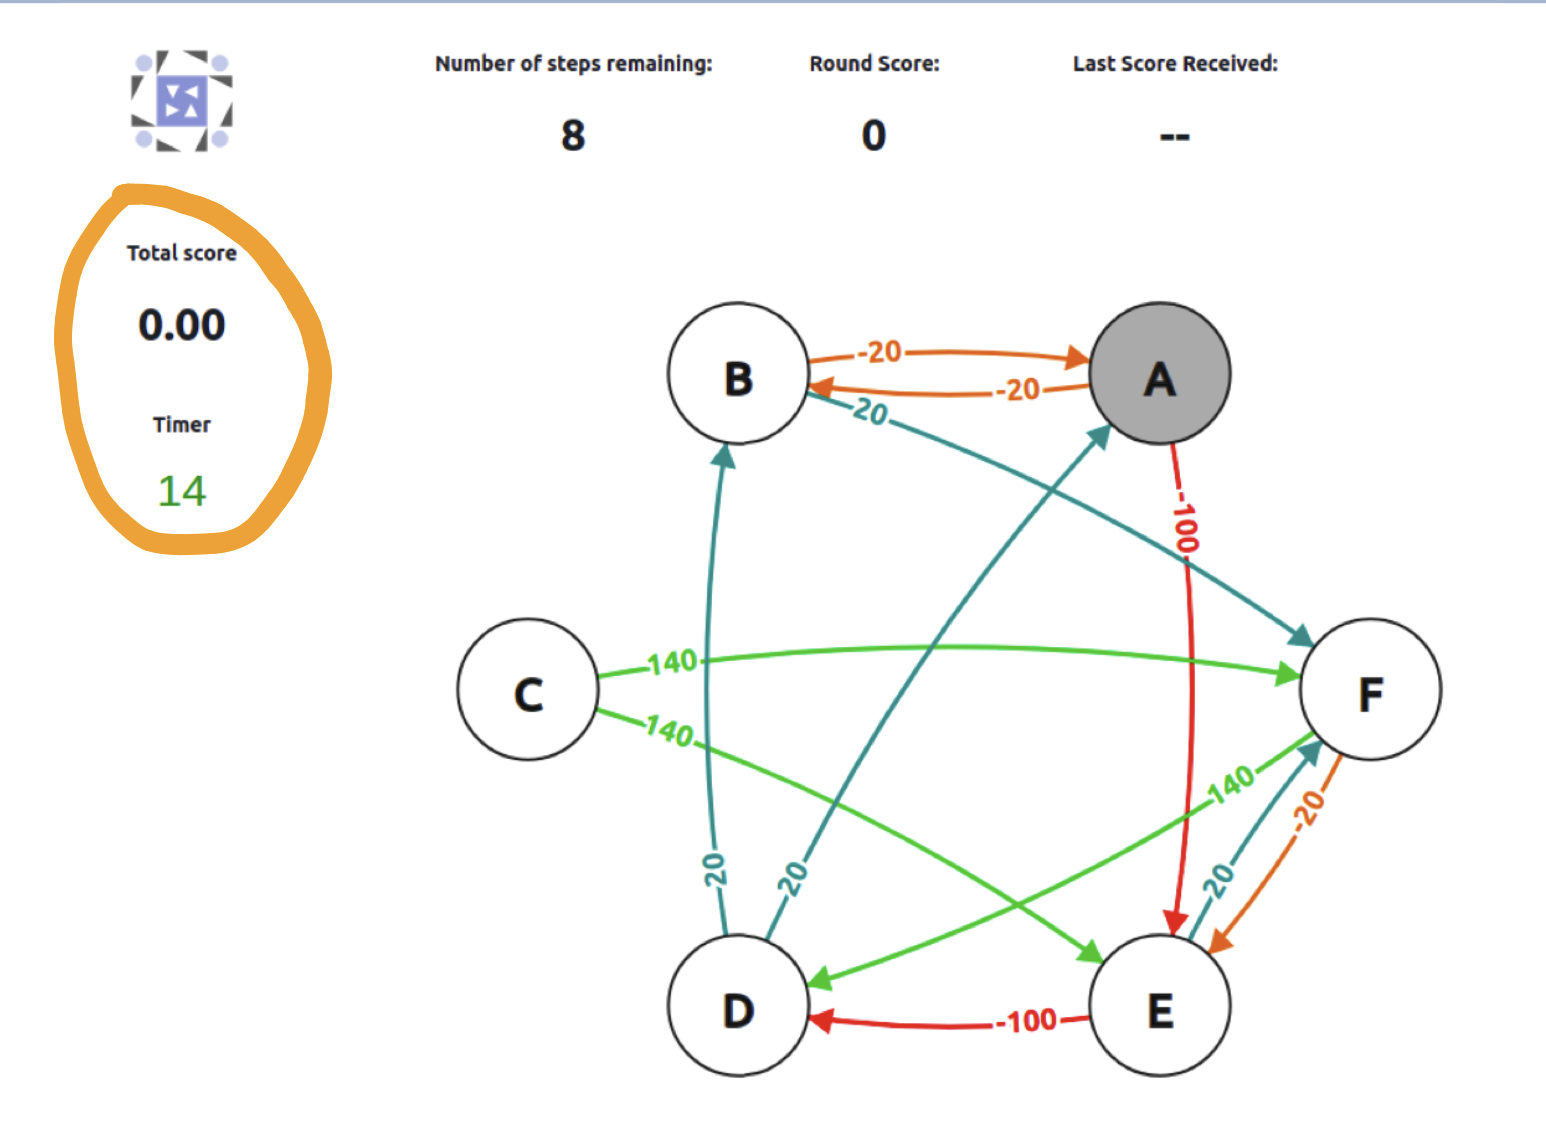 Number of steps remaining:
Round Score:
Last Score Received:
8
0
--
Total score
0.00
Timer
14
B
-20
A
-20
20
-100
C
140
F
140
140
-20
20
20
20
D
-100
E